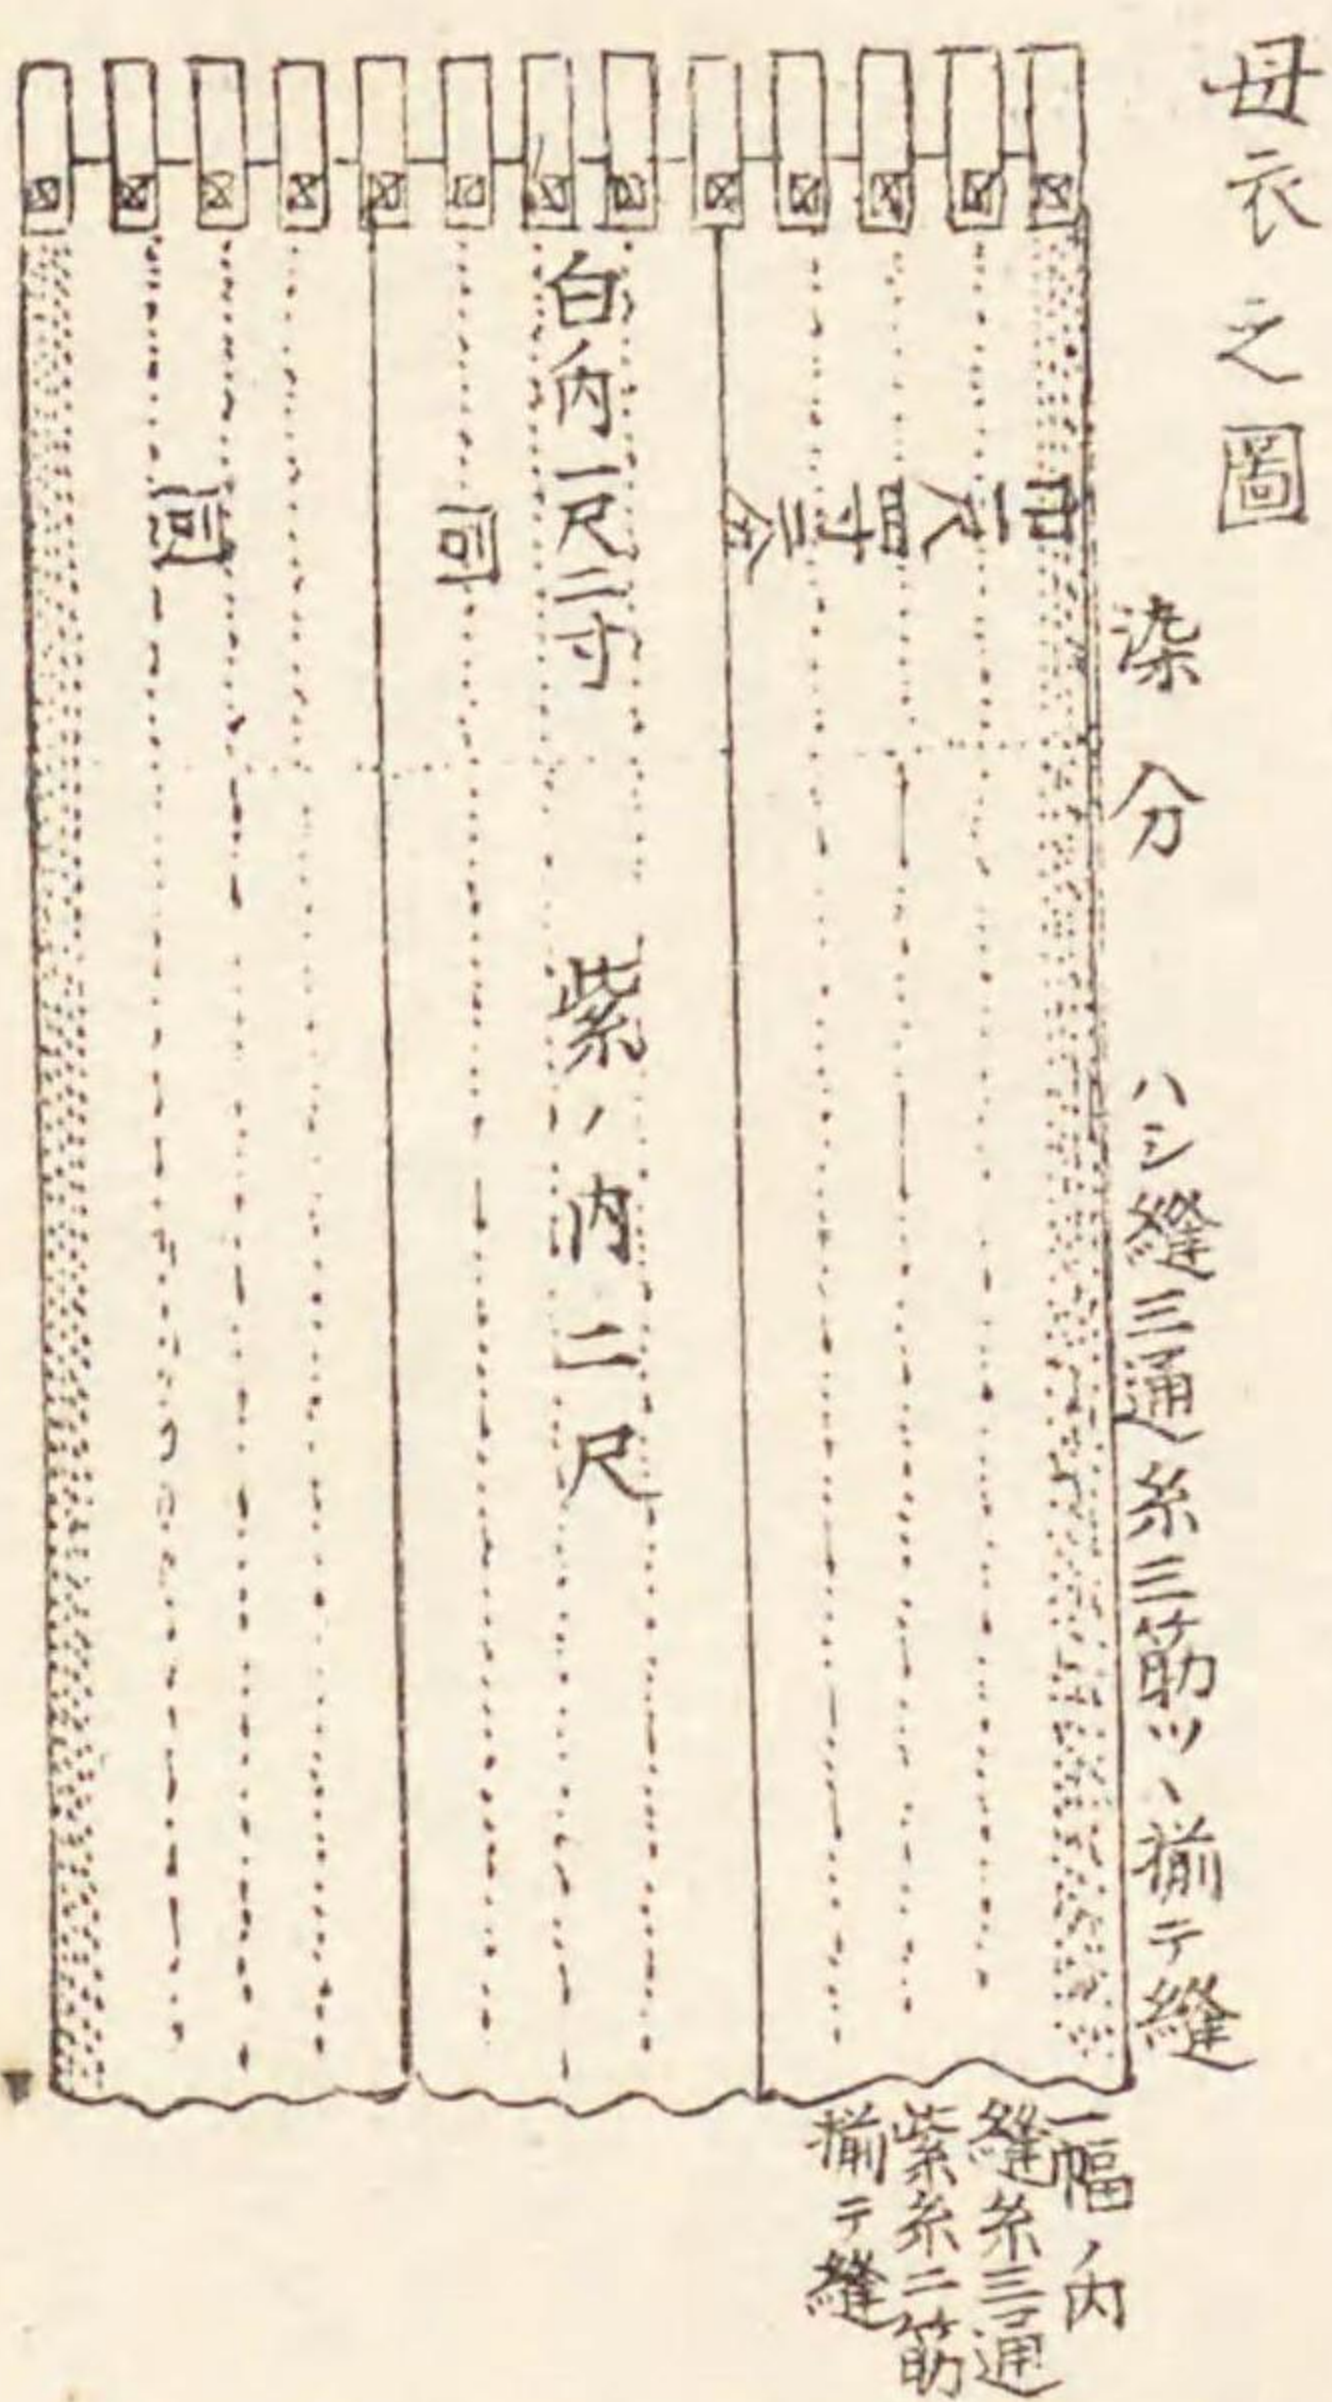 母衣之圖
染分
ハシ縫三通糸三筋ツヽ揃テ縫
巾一尺四寸三分
同
同
白ノ内一尺二寸
紫ハ内二尺
一幅ノ内
縫糸三通
紫糸二筋
揃テ縫